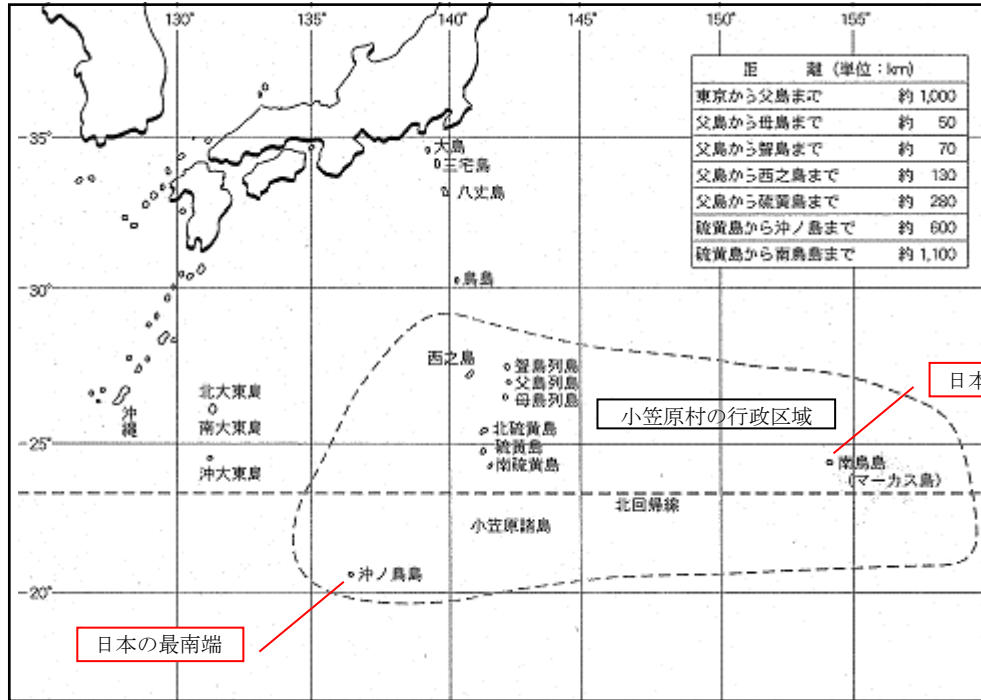 130°
135°
140°
145°
150°
155°
距 離 (単位:km)
東京から父島まで 約 1,000
父島から母島まで 約 50
父島から聟島まで 約 70
父島から西之島まで 約 130
父島から硫黄島まで 約 280
硫黄島から沖ノ島まで 約 600
硫黄島から南鳥島まで 約 1,100
35°
大島
三宅島
八丈島
30°
鳥島
西之島
聟島列島
父島列島
母島列島
日本
北大東島
沖縄
南大東島
小笠原村の行政区域
北硫黄島
25°
硫黄島
南硫黄島
沖大東島
南鳥島
(マーカス島)
北回帰線
小笠原諸島
沖ノ鳥島
20°
日本の最南端